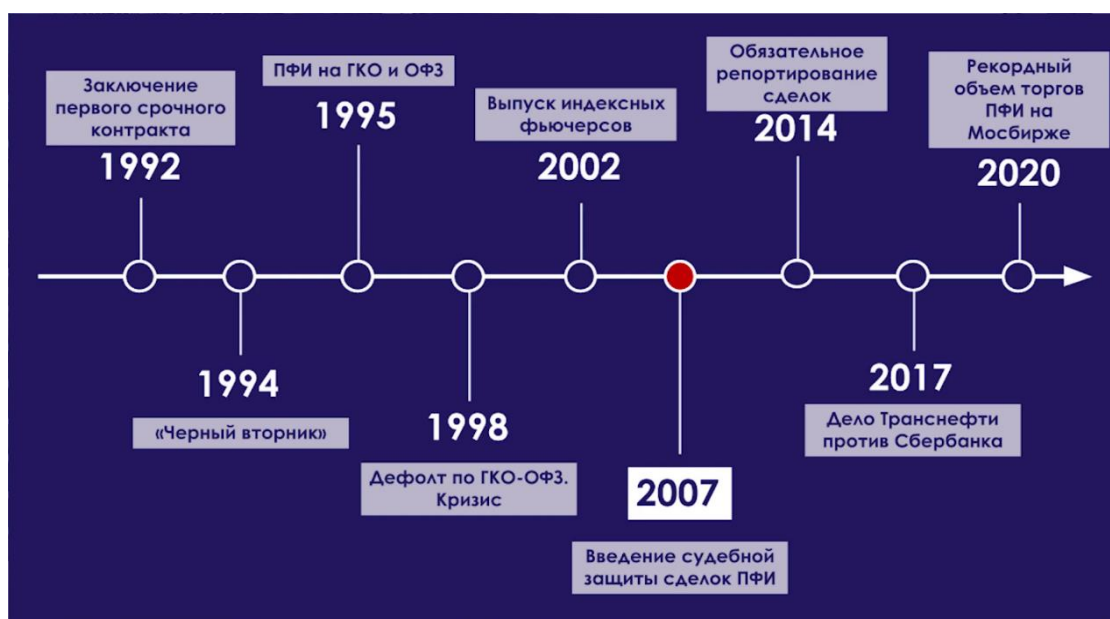 Заключение
первого срочного
контракта
1992
1994
«Черный вторник»
ПФИ на ГКО и ОФЗ
1995
1998
Дефолт по ГКО-ОФЗ.
Кризис
Выпуск индексных
фьючерсов
2002
2007
Введение судебной
защиты сделок ПФИ
Обязательное
репортирование
сделок
2014
2017
Дело Транснефти
против Сбербанка
Рекордный
объем торгов
ПФИ на
Мосбирже
2020